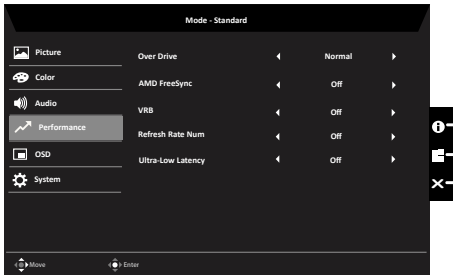 Mode - Standard
Picture
Color
Audio
Performance
OSD
System
Over Drive Normal
AMD FreeSync Off
VRB Off
Refresh Rate Num Off
Ultra-Low Latency Off
Move Enter